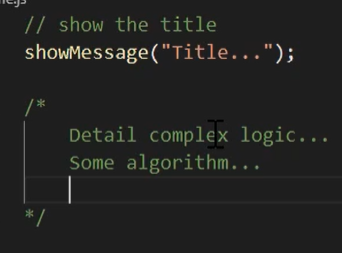 // show the title
showMessage("Title...");
/*
Detail complex logic...
Some algorithm...
*/